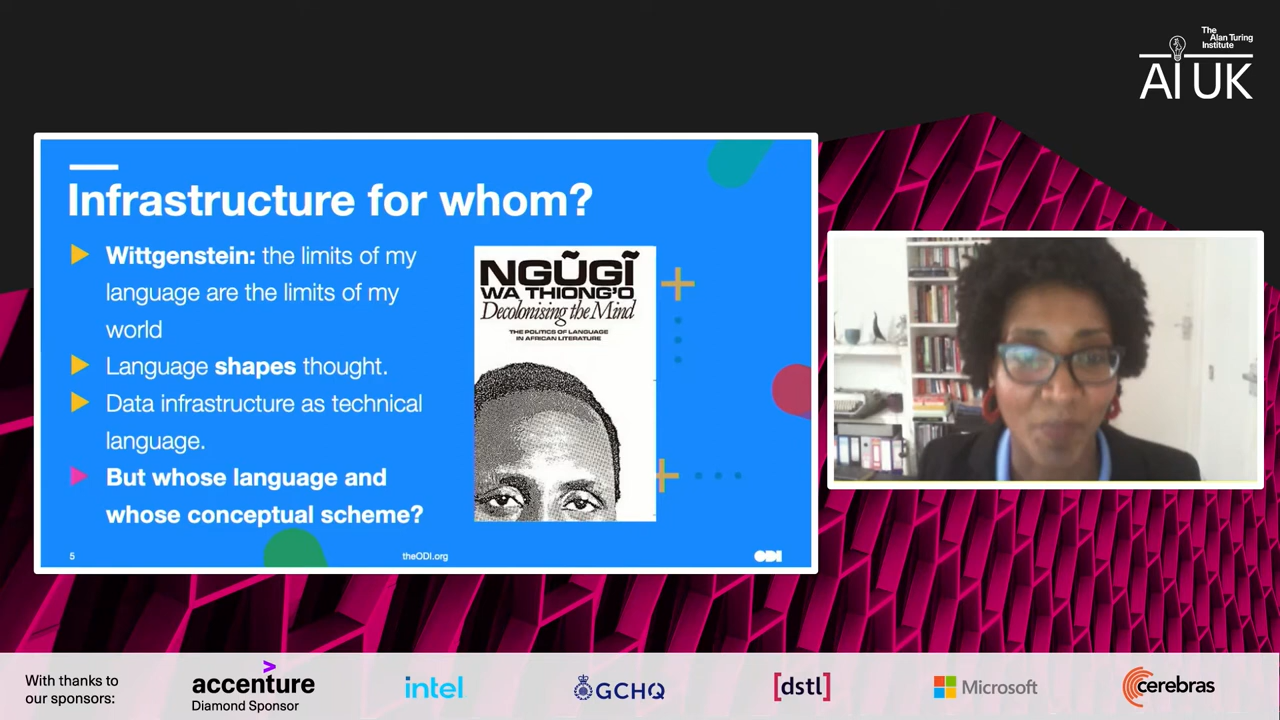 The
Alan Turing
Institute
AI UK
Infrastructure for whom?
Wittgenstein: the limits of my
language are the limits of my
world
Language shapes thought.
Data infrastructure as technical
language.
But whose language and
whose conceptual scheme?
NGŨGĨ
WA THIONG'O
Decolonising the Mind
THE POLITICS OF LANGUAGE
IN AFRICAN LITERATURE
5
theODI.org
ODI
With thanks to
our sponsors:
accenture
Diamond Sponsor
intel
GCHQ
[dstl]
Microsoft
cerebras